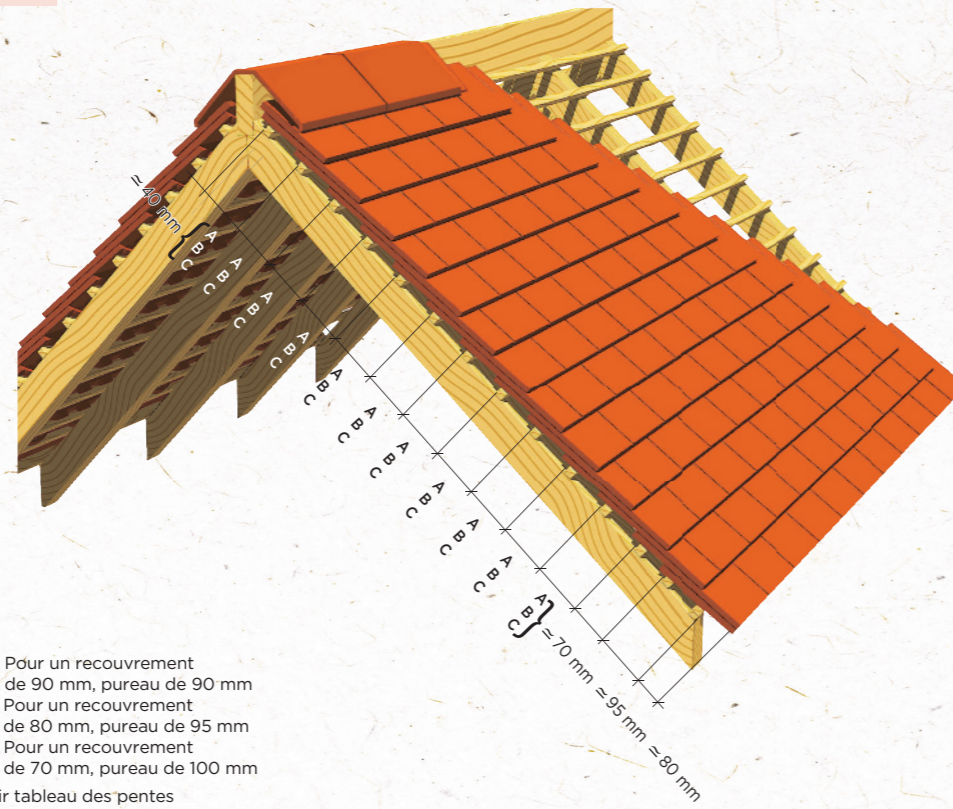 ≈ 40 mm
A B C
A B C
A B C
A B C
A B C
A B C
A B C
A B C
A B C
A B C
A B C
≈ 70 mm ≈ 95 mm ≈ 80 mm
Pour un recouvrement
de 90 mm, pureau de 90 mm
Pour un recouvrement
de 80 mm, pureau de 95 mm
Pour un recouvrement
de 70 mm, pureau de 100 mm
ir tableau des pentes